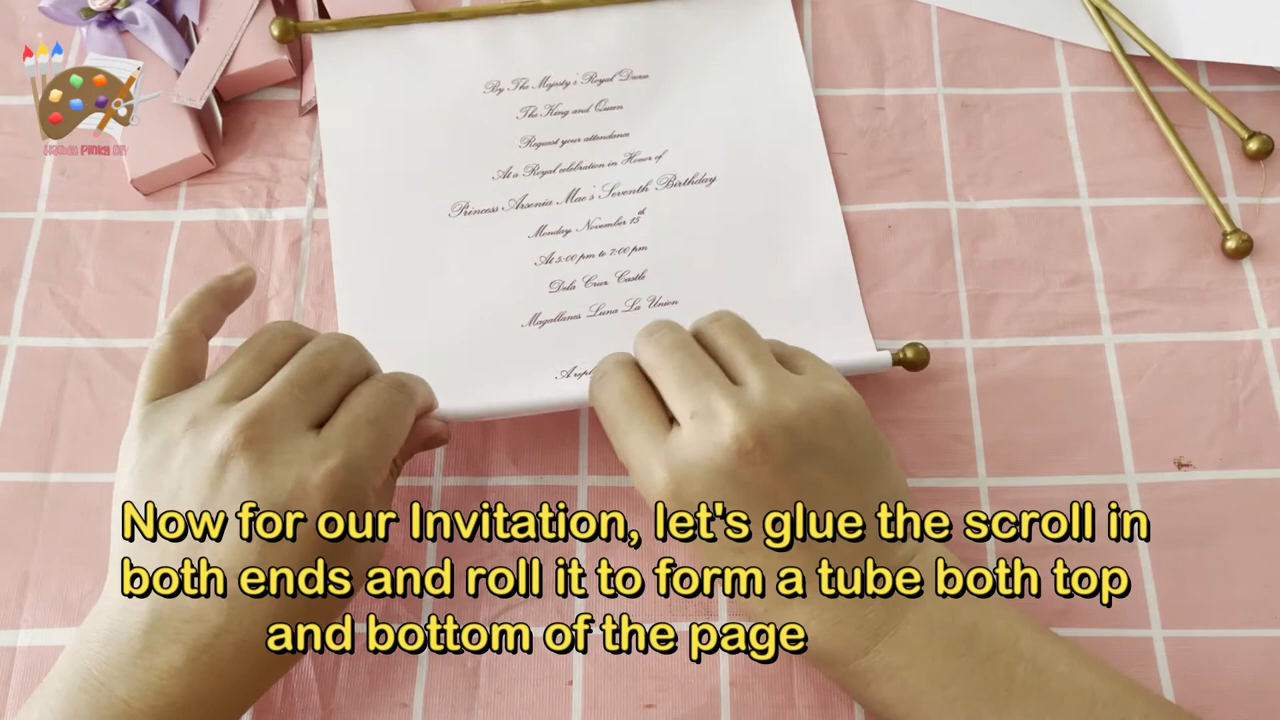 By The Majesty's Royal Decree
The King and Queen
Request your attendance
At a Royal celebration in Honor of
Princess Arsenia Mae's Seventh Birthday
Monday, November 15th
At 5:00 pm to 7:00 pm
Dela Cruz Castle
Magallanes Luna La Union
Now for our Invitation, let's glue the scroll in
both ends and roll it to form a tube both top
and bottom of the page